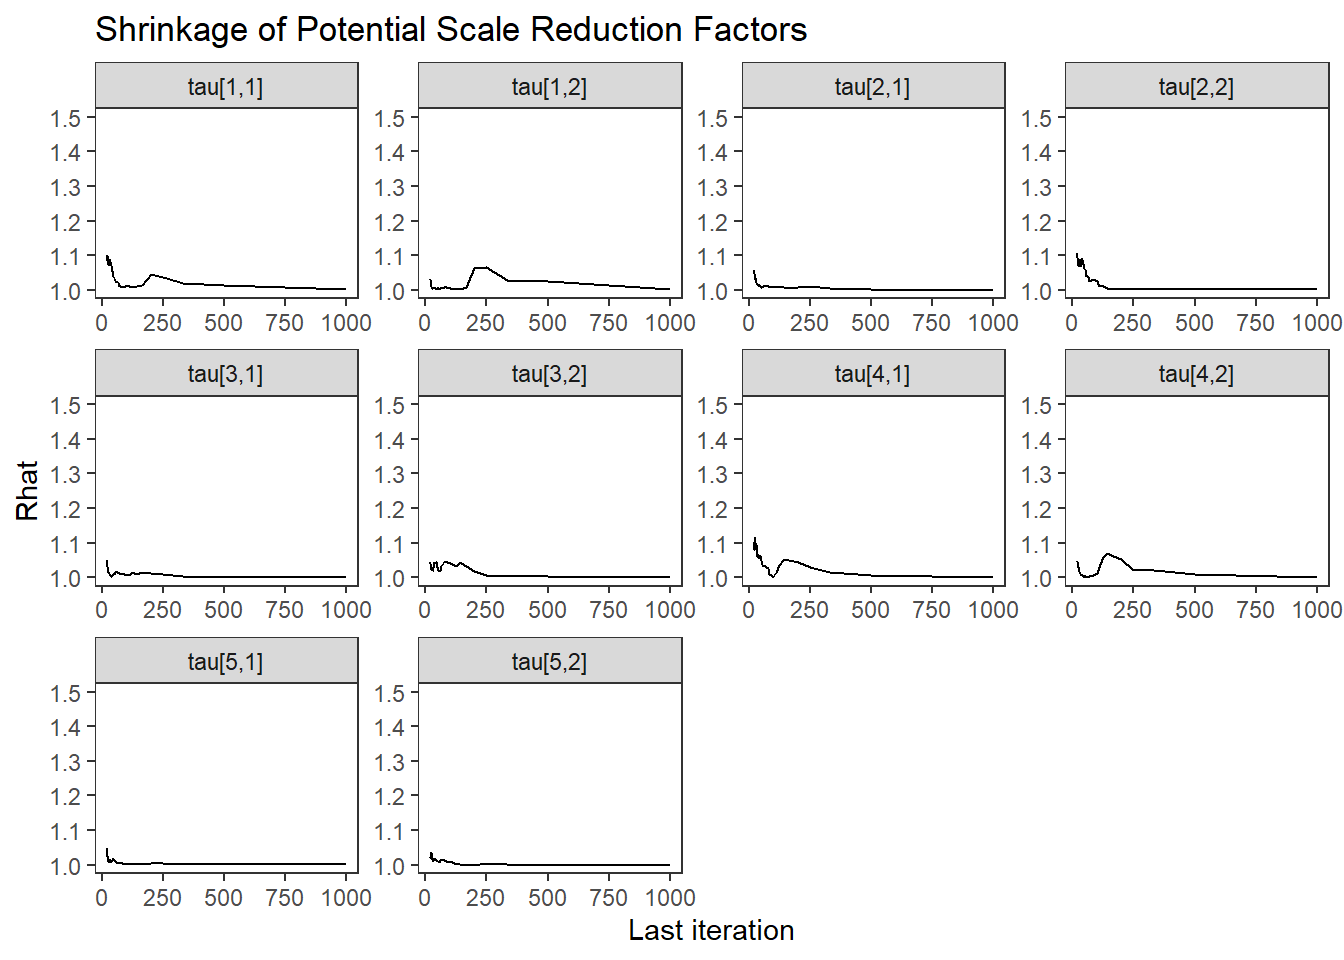 Shrinkage of Potential Scale Reduction Factors
tau[1,1] tau[1,2] tau[2,1] tau[2,2]
1.5 1.5 1.5 1.5
1.4 1.4 1.4 1.4
1.3 1.3 1.3 1.3
1.2 1.2 1.2 1.2
1.1 1.1 1.1 1.1
1.0 1.0 1.0 1.0
0 250 500 750 1000 0 250 500 750 1000 0 250 500 750 1000 0 250 500 750 1000
tau[3,1] tau[3,2] tau[4,1] tau[4,2]
1.5 1.5 1.5 1.5
1.4 1.4 1.4 1.4
1.3 1.3 1.3 1.3
1.2 1.2 1.2 1.2
1.1 1.1 1.1 1.1
1.0 1.0 1.0 1.0
0 250 500 750 1000 0 250 500 750 1000 0 250 500 750 1000 0 250 500 750 1000
Rhat
tau[5,1] tau[5,2]
1.5 1.5
1.4 1.4
1.3 1.3
1.2 1.2
1.1 1.1
1.0 1.0
0 250 500 750 1000 0 250 500 750 1000
Last iteration